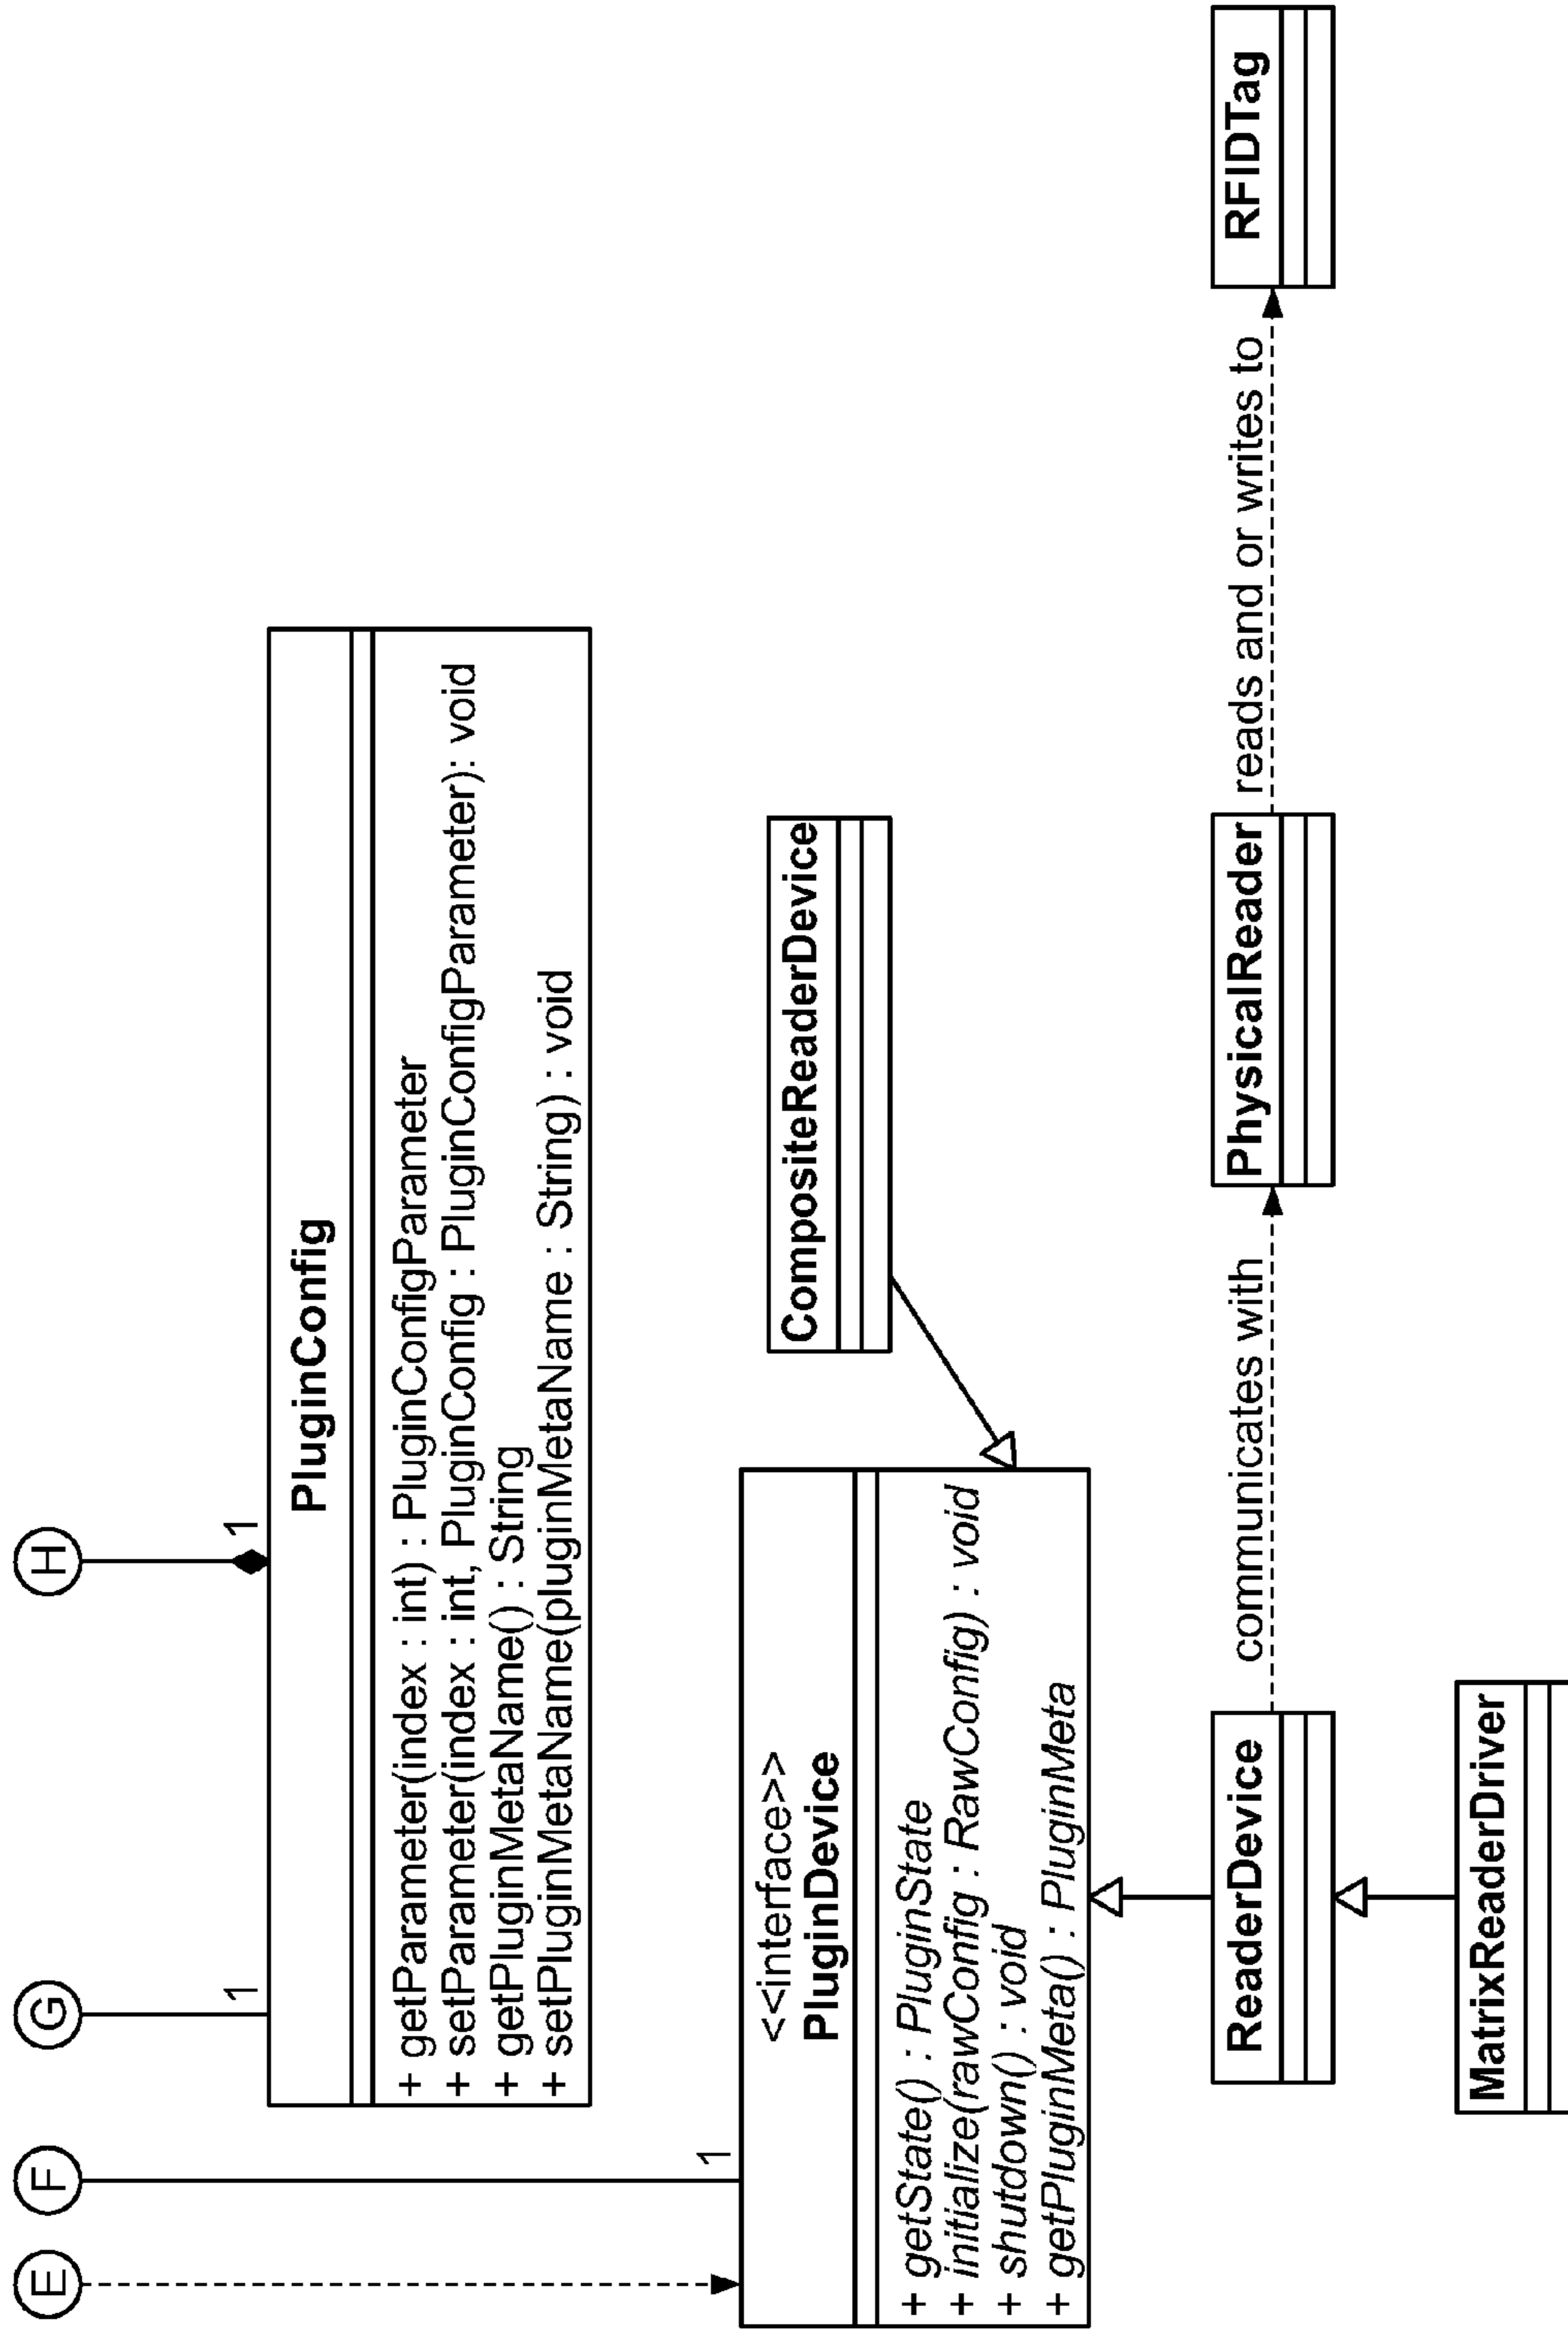 E
F
G
H
1
1
1
PluginConfig
+ getParameter(index : int) : PluginConfigParameter
+ setParameter(index : int, PluginConfig : PluginConfigParameter): void
+ getPluginMetaName() : String
+ setPluginMetaName(pluginMetaName : String) : void
<<interface>>
PluginDevice
+ getState() : PluginState
+ initialize(rawConfig : RawConfig) : void
+ shutdown() : void
+ getPluginMeta() : PluginMeta
CompositeReaderDevice
ReaderDevice
communicates with
PhysicalReader
reads and or writes to
RFIDTag
MatrixReaderDriver